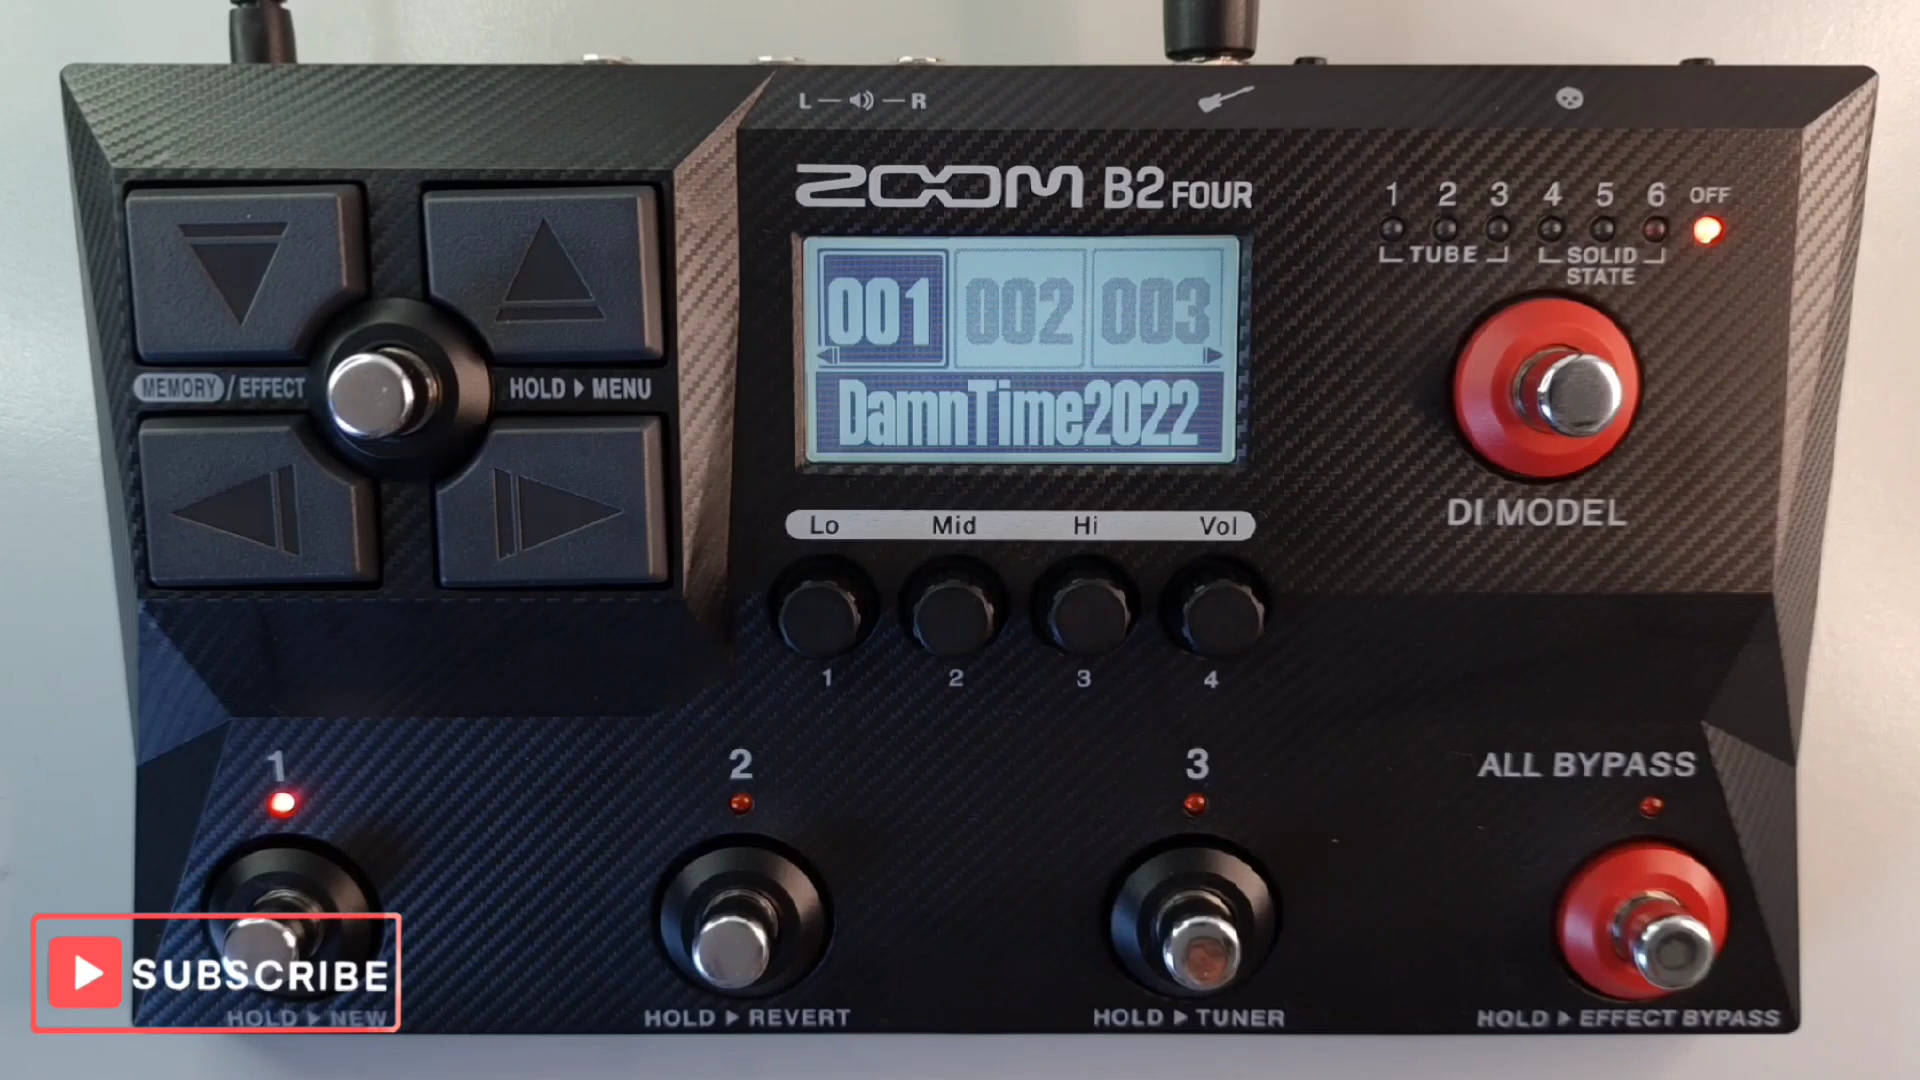 L R
ZOOM B2 FOUR
1 2 3 4 5 6 OFF
TUBE SOLID
STATE
001 002 003
DamnTime2022
MEMORY / EFFECT HOLD ▶ MENU
DI MODEL
Lo Mid Hi Vol
1 2 3 4
1 2 3 ALL BYPASS
SUBSCRIBE
HOLD ▶ NEW HOLD ▶ REVERT HOLD ▶ TUNER HOLD ▶ EFFECT BYPASS